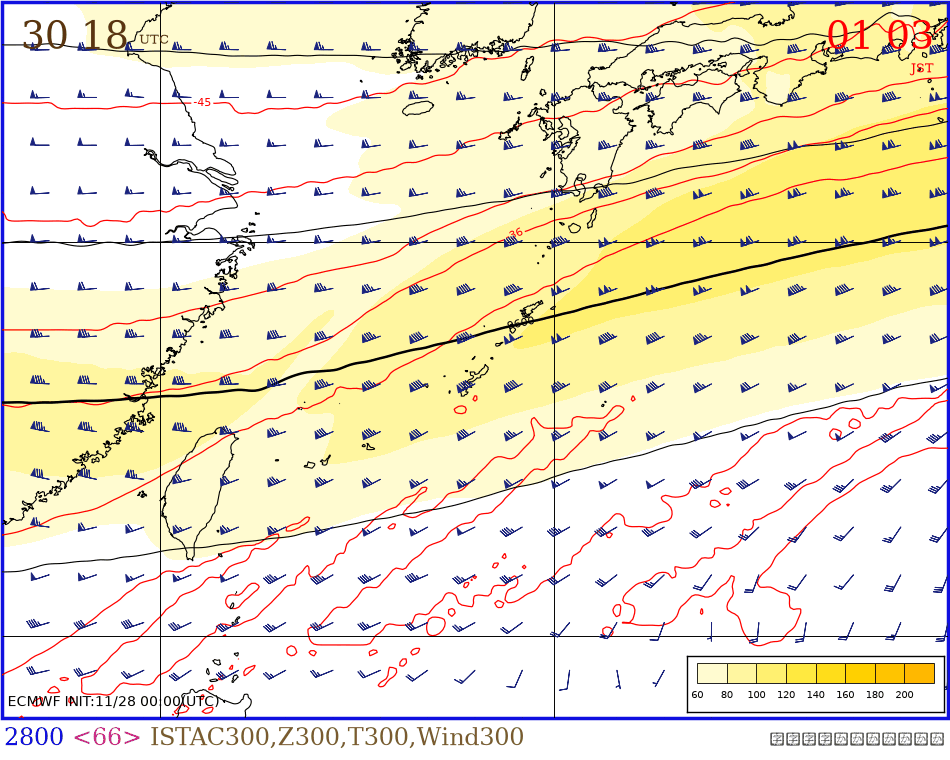 30 18 UTC 01 03
JST
-45
-36
9600
60 80 100 120 140 160 180 200
ECMWF INIT:11/28 00:00(UTC)
2800 <66> ISTAC300,Z300,T300,Wind300